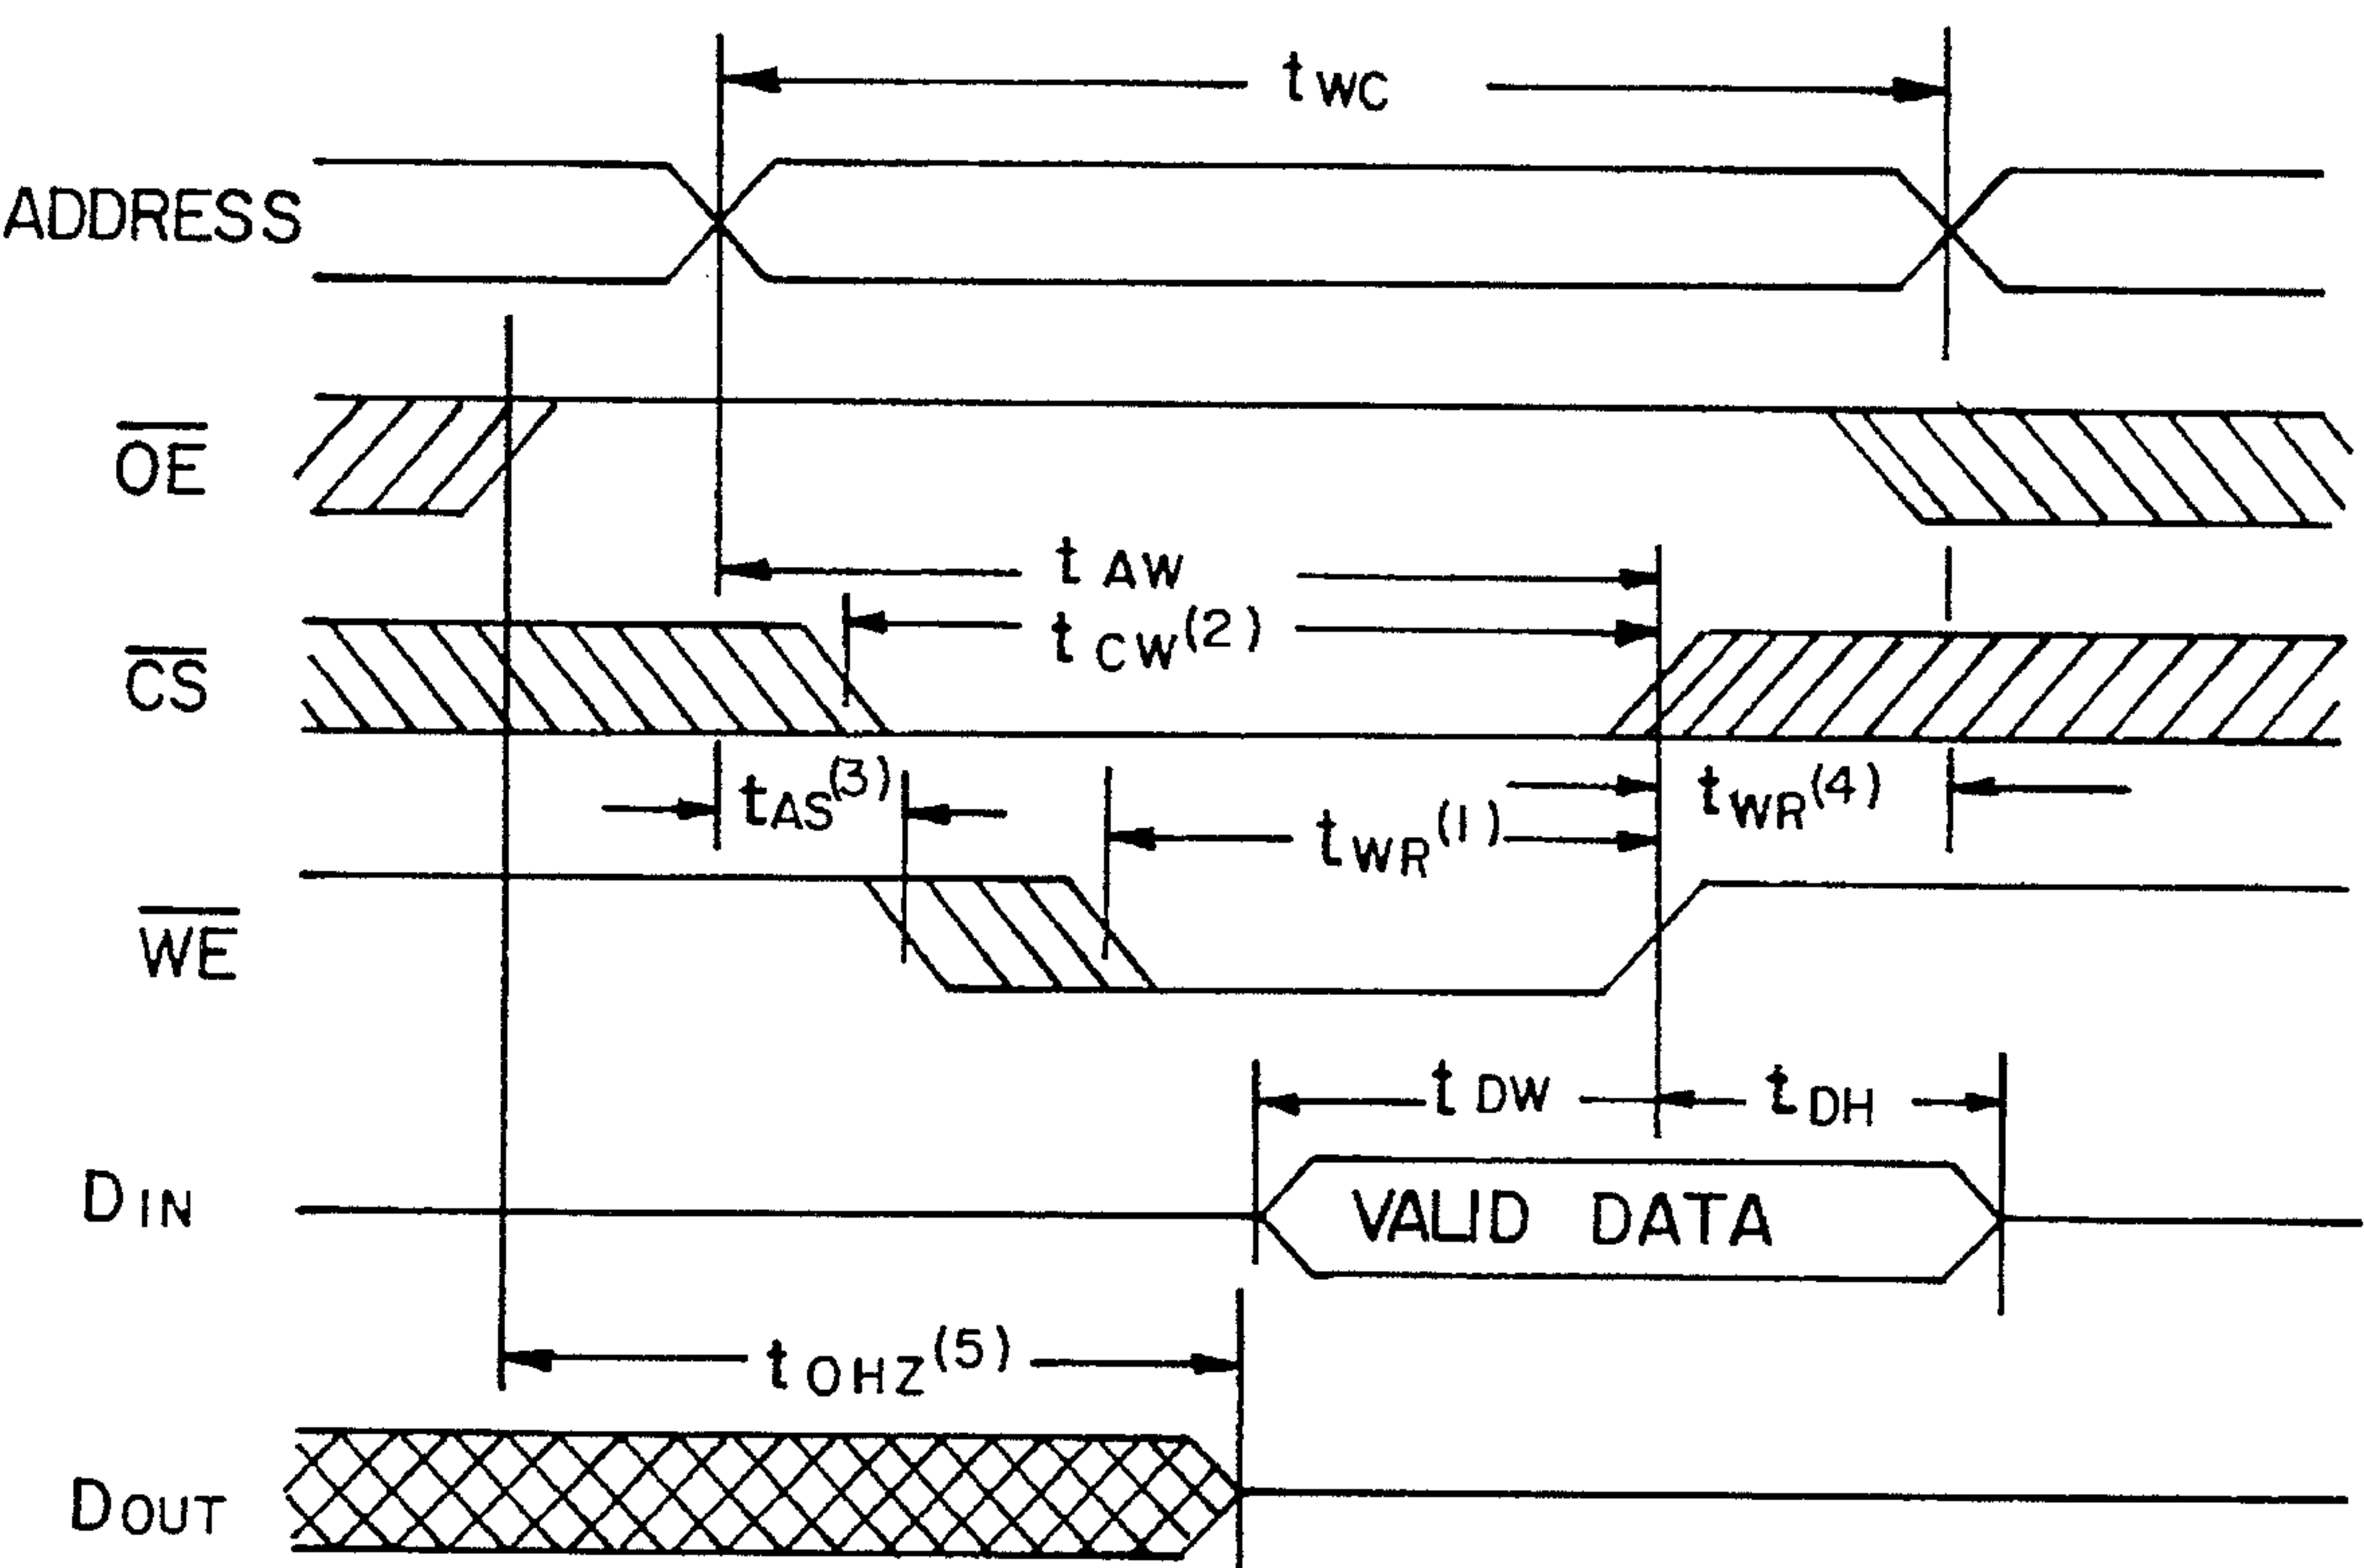 tWC
ADDRESS
OE
tAW
tCW(2)
CS
tAS(3)
tWR(1)
tWR(4)
WE
tDW
tDH
DIN
VALID DATA
tOHZ(5)
DOUT